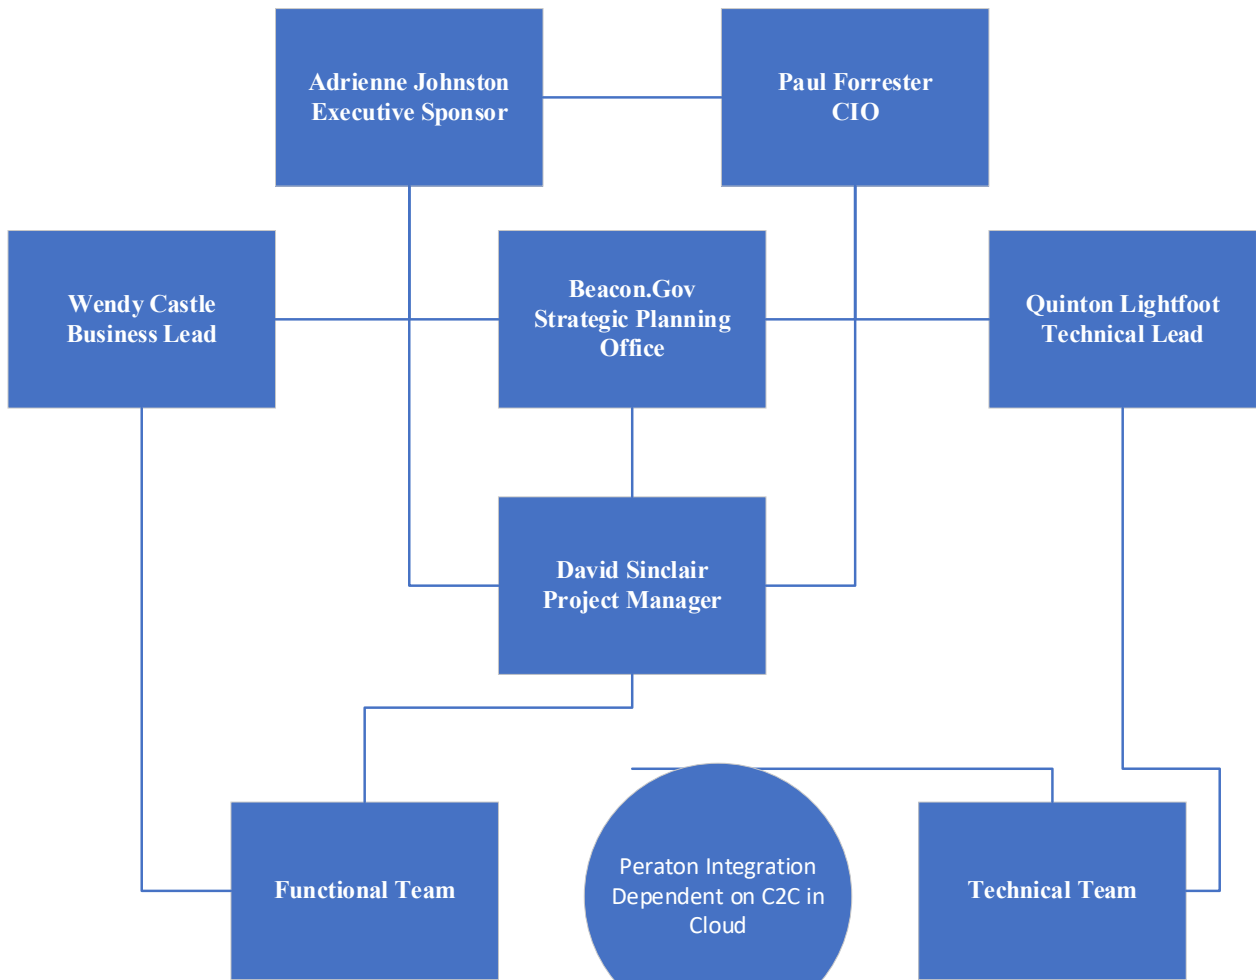 Adrienne Johnston
Executive Sponsor
Paul Forrester
CIO
Wendy Castle
Business Lead
Beacon.Gov
Strategic Planning
Office
Quinton Lightfoot
Technical Lead
David Sinclair
Project Manager
Functional Team
Peraton Integration
Dependent on C2C in
Cloud
Technical Team